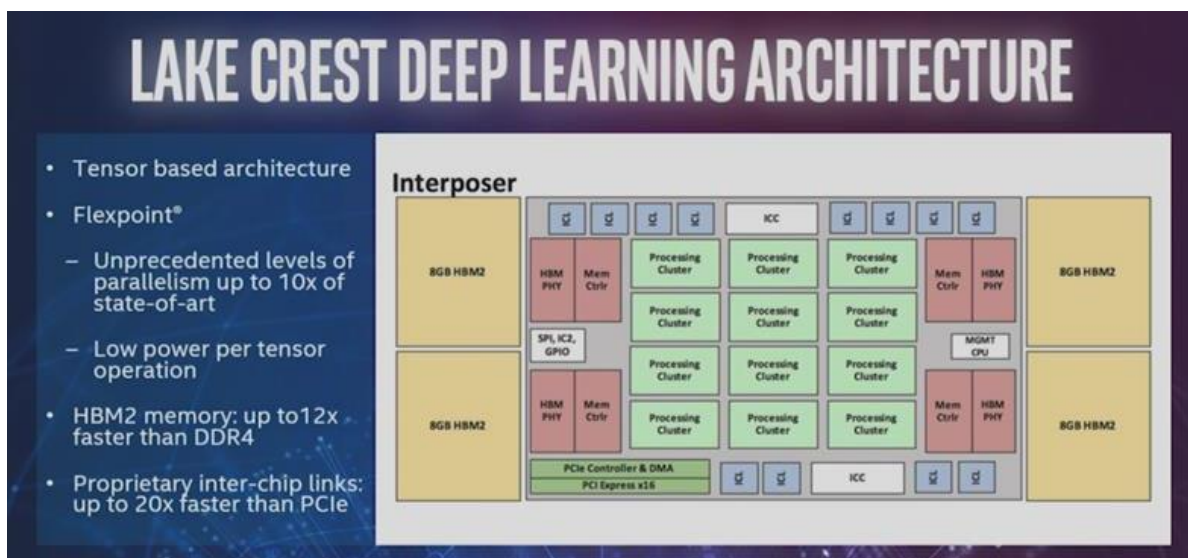 LAKE CREST DEEP LEARNING ARCHITECTURE
• Tensor based architecture
• Flexpoint®
– Unprecedented levels of
parallelism up to 10x of
state-of-art
– Low power per tensor
operation
• HBM2 memory: up to12x
faster than DDR4
• Proprietary inter-chip links:
up to 20x faster than PCIe
Interposer
ICL ICL ICL ICL ICC ICL ICL ICL ICL
8GB HBM2
HBM
PHY
Mem
Ctrlr
Processing
Cluster
Processing
Cluster
Processing
Cluster
Mem
Ctrlr
HBM
PHY
8GB HBM2
Processing
Cluster
Processing
Cluster
Processing
Cluster
SPI, IC2,
GPIO
MGMT
CPU
Processing
Cluster
Processing
Cluster
Processing
Cluster
8GB HBM2
HBM
PHY
Mem
Ctrlr
Processing
Cluster
Processing
Cluster
Processing
Cluster
Mem
Ctrlr
HBM
PHY
8GB HBM2
PCIe Controller & DMA
PCI Express x16
ICL ICL ICC ICL ICL